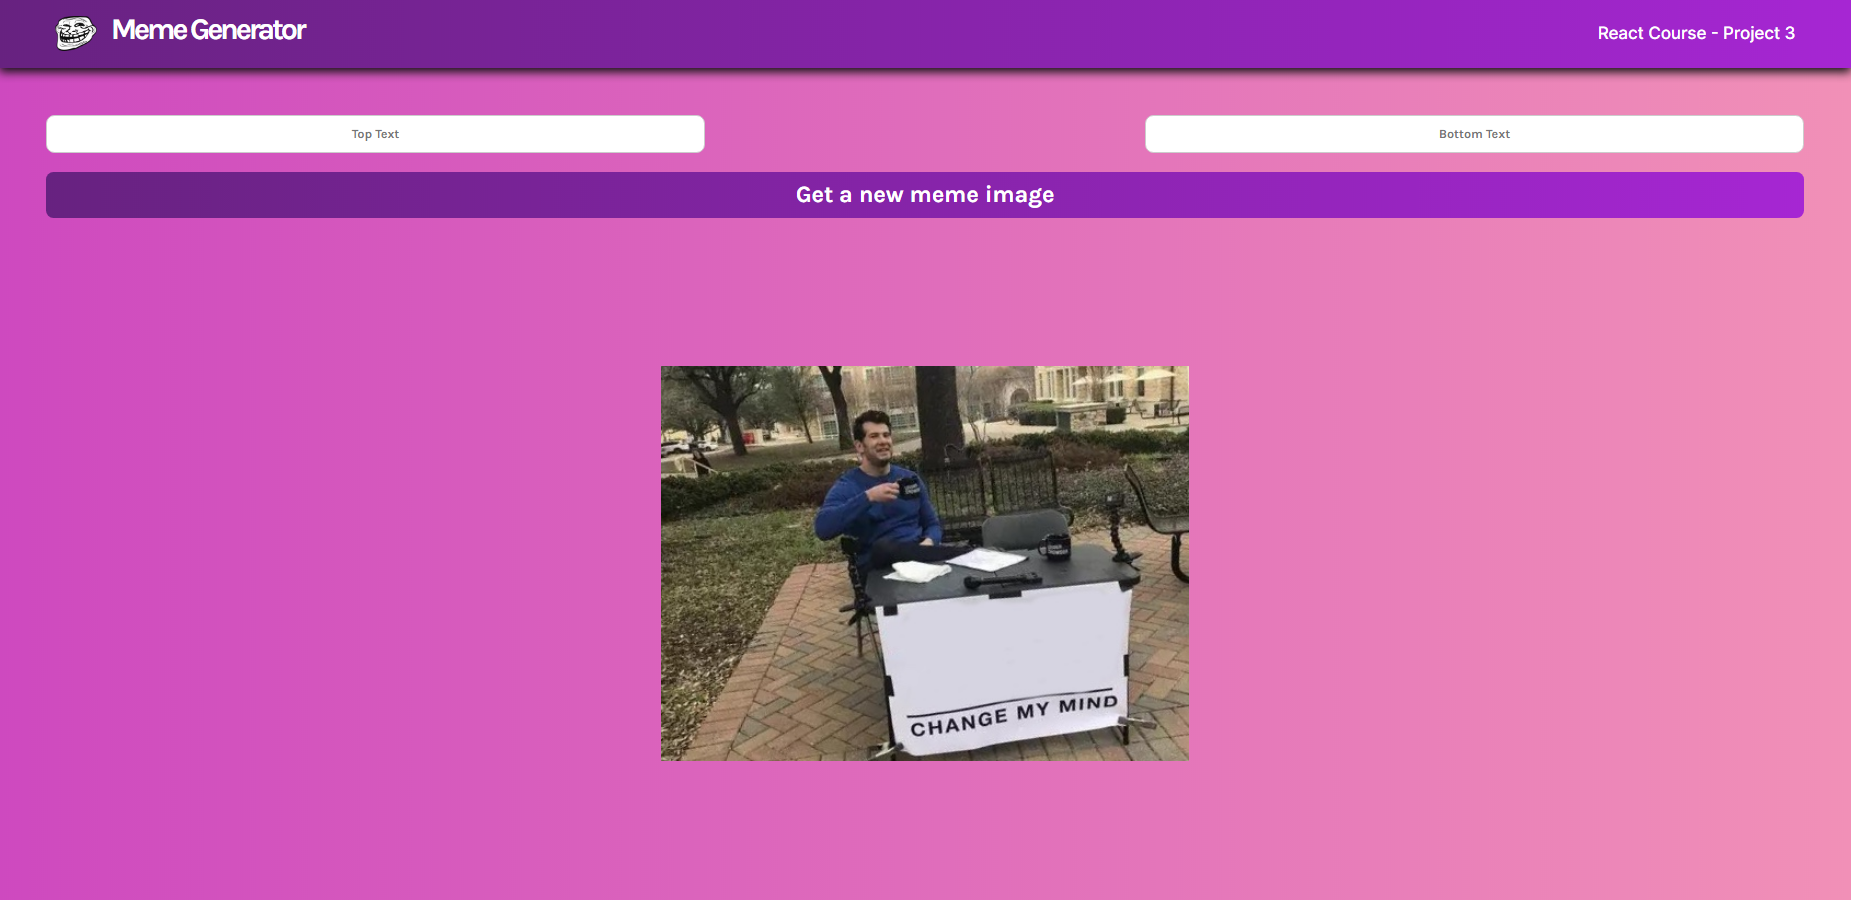 Meme Generator
React Course - Project 3
Top Text
Bottom Text
Get a new meme image
CHANGE MY MIND